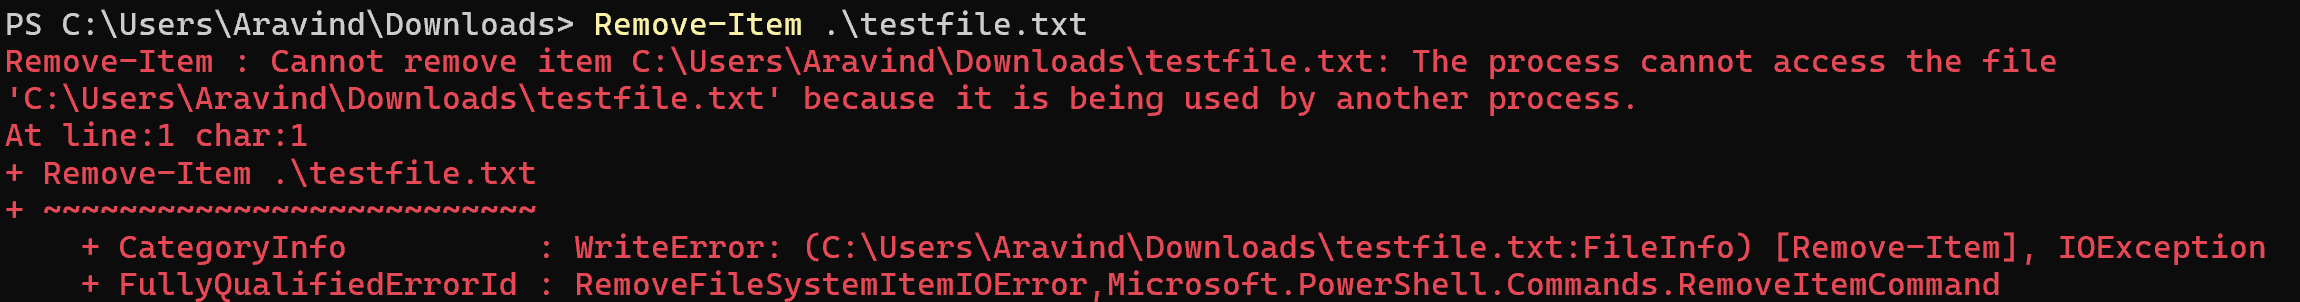 PS C:\Users\Aravind\Downloads> Remove-Item .\testfile.txt
Remove-Item : Cannot remove item C:\Users\Aravind\Downloads\testfile.txt: The process cannot access the file
'C:\Users\Aravind\Downloads\testfile.txt' because it is being used by another process.
At line:1 char:1
+ Remove-Item .\testfile.txt
+ ~~~~~~~~~~~~~~~~~~~~~~~~~~
    + CategoryInfo          : WriteError: (C:\Users\Aravind\Downloads\testfile.txt:FileInfo) [Remove-Item], IOException
    + FullyQualifiedErrorId : RemoveFileSystemItemIOError,Microsoft.PowerShell.Commands.RemoveItemCommand